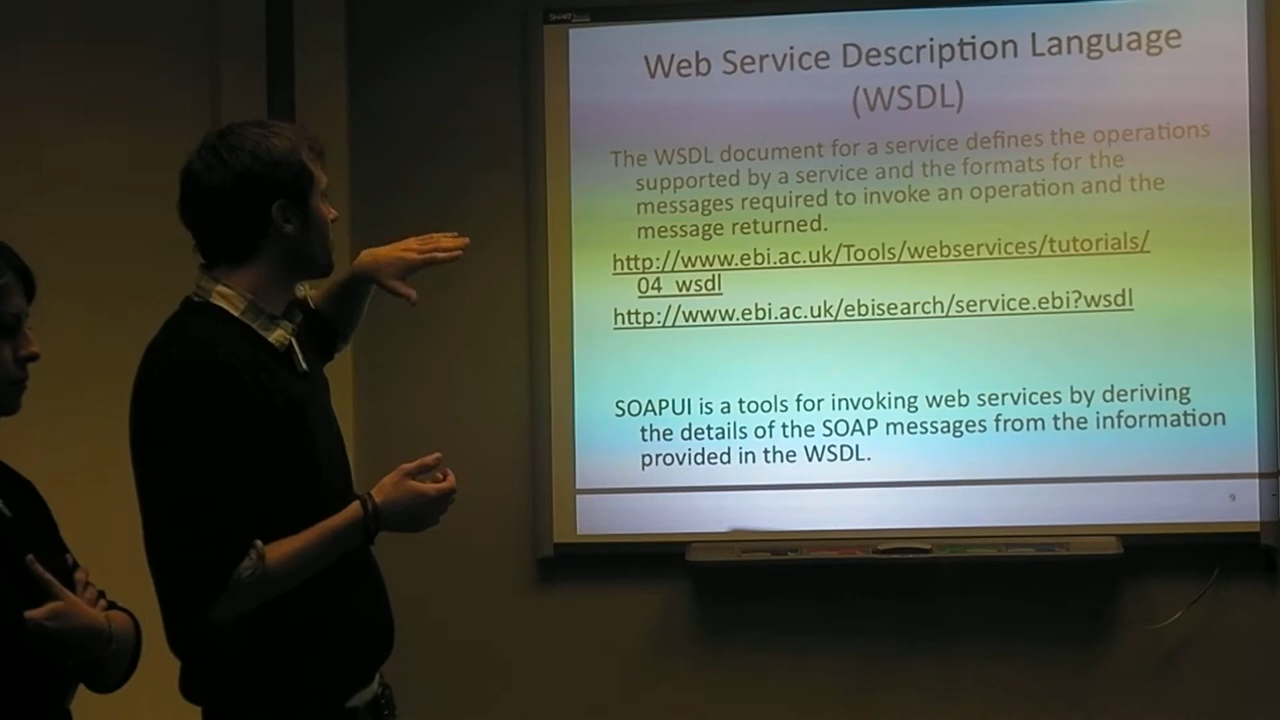 SMART
Web Service Description Language
(WSDL)
The WSDL document for a service defines the operations
supported by a service and the formats for the
messages required to invoke an operation and the
message returned.
http://www.ebi.ac.uk/Tools/webservices/tutorials/
04_wsdl
http://www.ebi.ac.uk/ebisearch/service.ebi?wsdl
SOAPUI is a tools for invoking web services by deriving
the details of the SOAP messages from the information
provided in the WSDL.
9